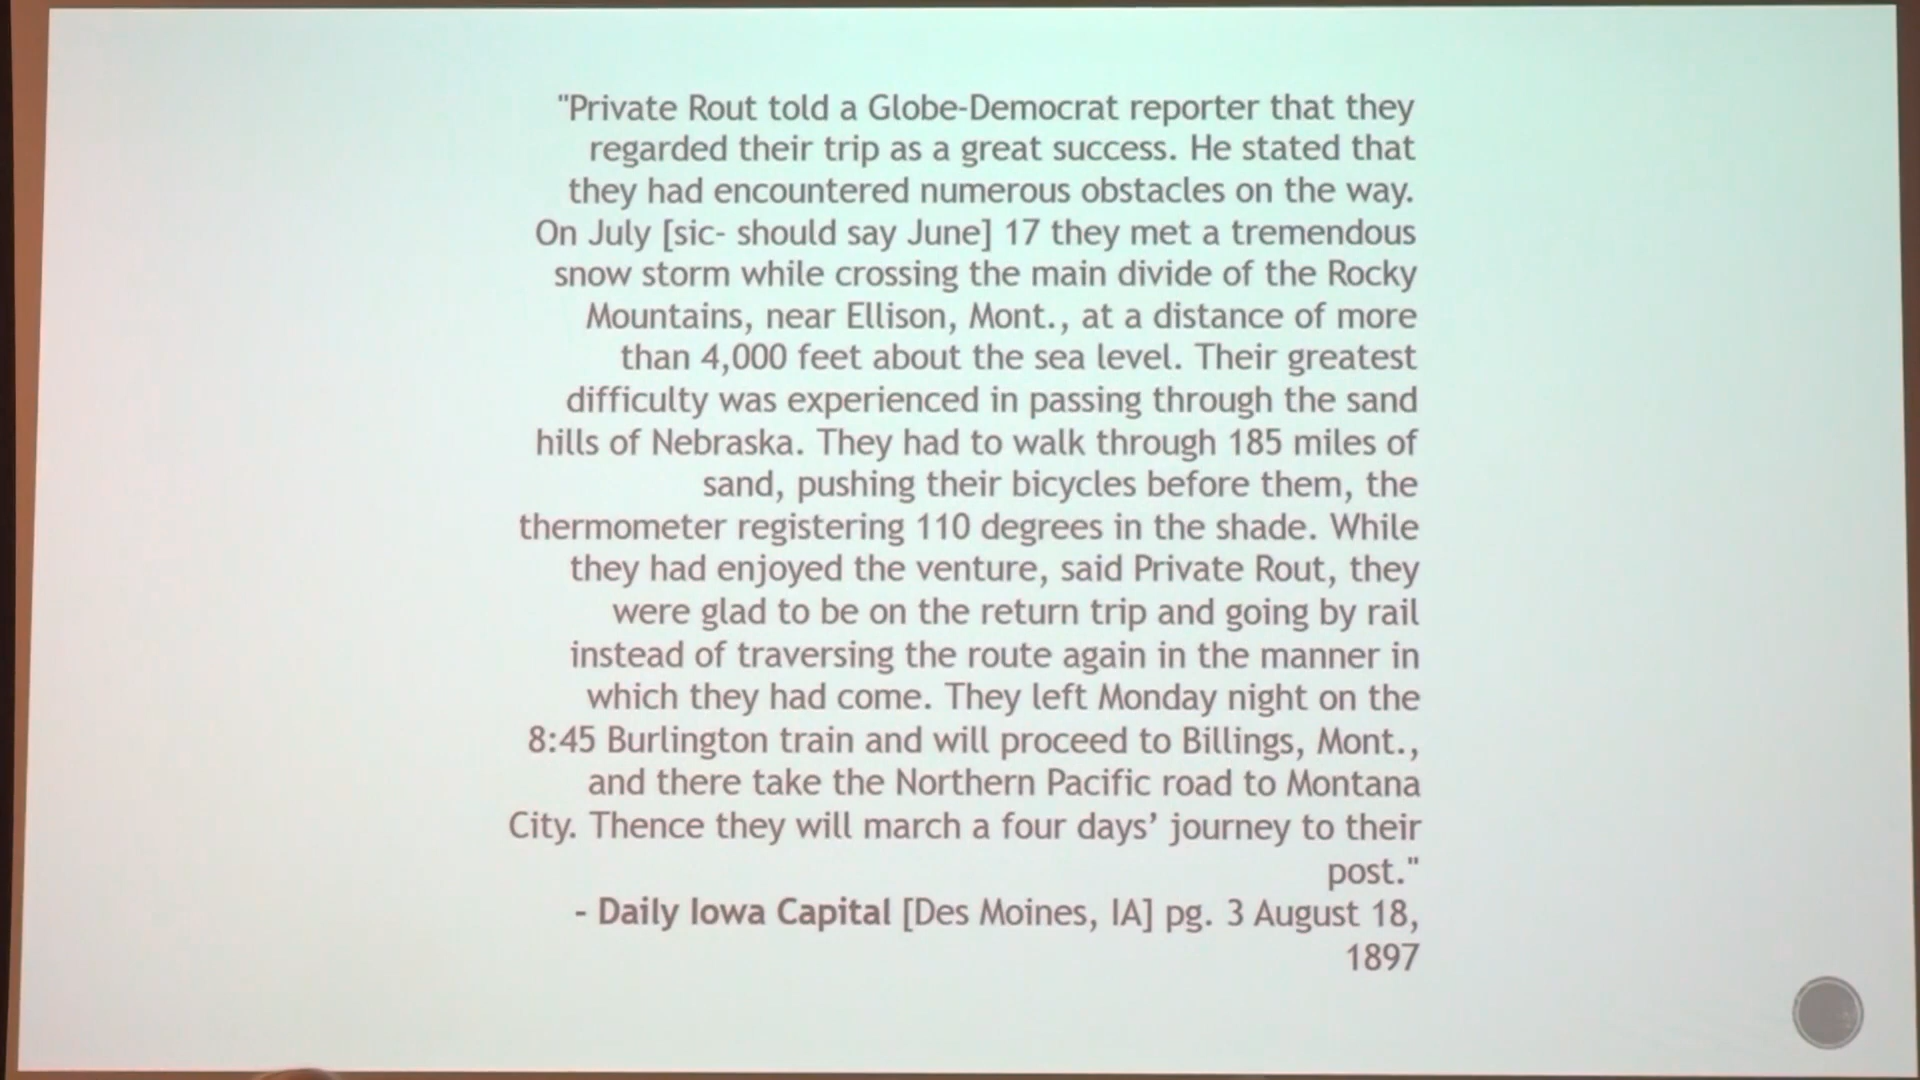 "Private Rout told a Globe-Democrat reporter that they
regarded their trip as a great success. He stated that
they had encountered numerous obstacles on the way.
On July [sic- should say June] 17 they met a tremendous
snow storm while crossing the main divide of the Rocky
Mountains, near Ellison, Mont., at a distance of more
than 4,000 feet about the sea level. Their greatest
difficulty was experienced in passing through the sand
hills of Nebraska. They had to walk through 185 miles of
sand, pushing their bicycles before them, the
thermometer registering 110 degrees in the shade. While
they had enjoyed the venture, said Private Rout, they
were glad to be on the return trip and going by rail
instead of traversing the route again in the manner in
which they had come. They left Monday night on the
8:45 Burlington train and will proceed to Billings, Mont.,
and there take the Northern Pacific road to Montana
City. Thence they will march a four days’ journey to their
post."
- Daily Iowa Capital [Des Moines, IA] pg. 3 August 18,
1897